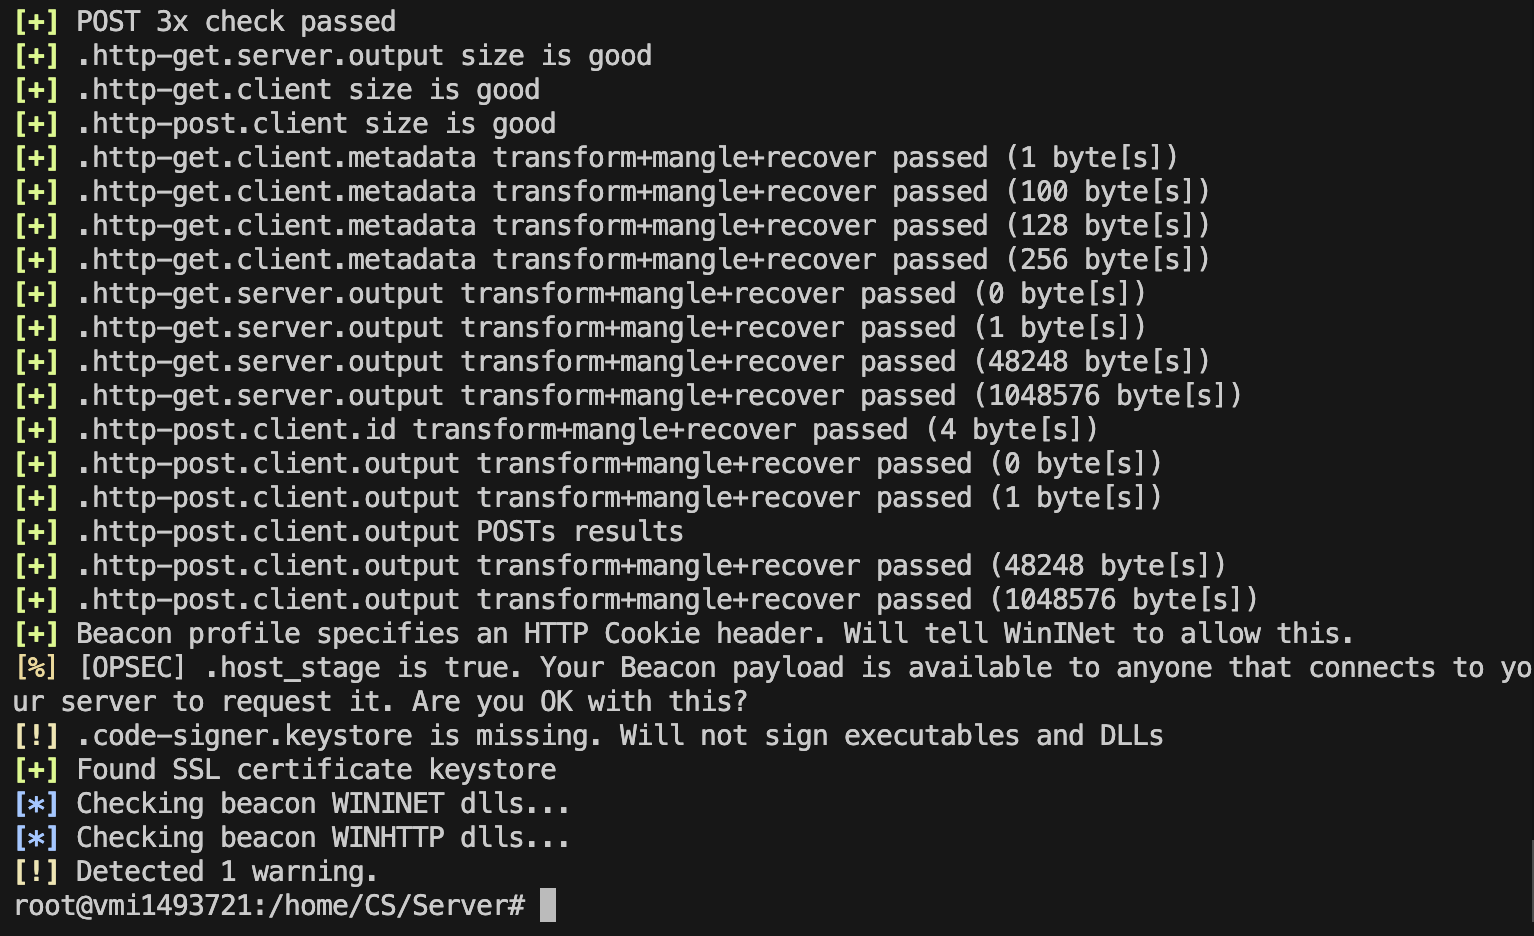 [+] POST 3x check passed
[+] .http-get.server.output size is good
[+] .http-get.client size is good
[+] .http-post.client size is good
[+] .http-get.client.metadata transform+mangle+recover passed (1 byte[s])
[+] .http-get.client.metadata transform+mangle+recover passed (100 byte[s])
[+] .http-get.client.metadata transform+mangle+recover passed (128 byte[s])
[+] .http-get.client.metadata transform+mangle+recover passed (256 byte[s])
[+] .http-get.server.output transform+mangle+recover passed (0 byte[s])
[+] .http-get.server.output transform+mangle+recover passed (1 byte[s])
[+] .http-get.server.output transform+mangle+recover passed (48248 byte[s])
[+] .http-get.server.output transform+mangle+recover passed (1048576 byte[s])
[+] .http-post.client.id transform+mangle+recover passed (4 byte[s])
[+] .http-post.client.output transform+mangle+recover passed (0 byte[s])
[+] .http-post.client.output transform+mangle+recover passed (1 byte[s])
[+] .http-post.client.output POSTs results
[+] .http-post.client.output transform+mangle+recover passed (48248 byte[s])
[+] .http-post.client.output transform+mangle+recover passed (1048576 byte[s])
[+] Beacon profile specifies an HTTP Cookie header. Will tell WinINet to allow this.
[%] [OPSEC] .host_stage is true. Your Beacon payload is available to anyone that connects to yo
ur server to request it. Are you OK with this?
[!] .code-signer.keystore is missing. Will not sign executables and DLLs
[+] Found SSL certificate keystore
[*] Checking beacon WININET dlls...
[*] Checking beacon WINHTTP dlls...
[!] Detected 1 warning.
root@vmi1493721:/home/CS/Server#